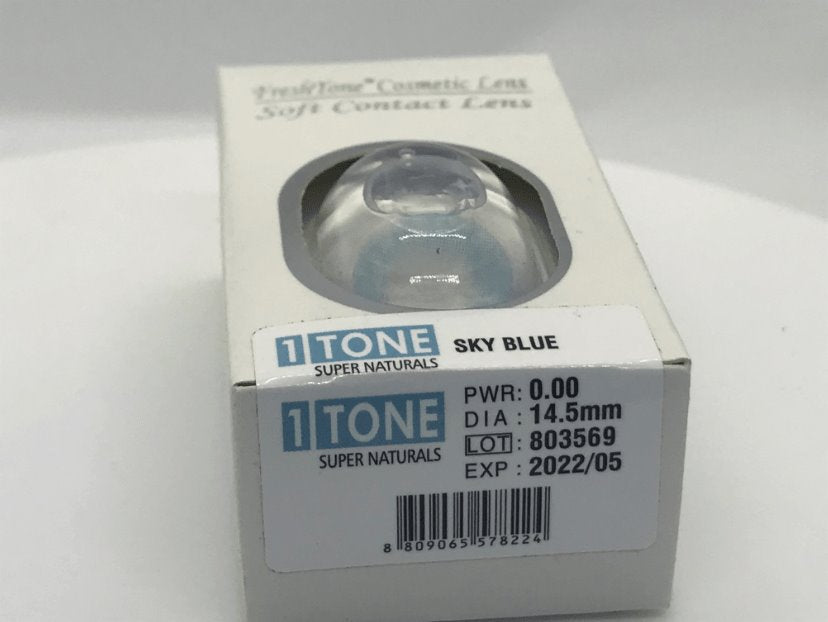 FreshTone™ Cosmetic Lens
Soft Contact Lens
1 TONE SKY BLUE
SUPER NATURALS
1 TONE
SUPER NATURALS
PWR: 0.00
DIA : 14.5mm
LOT : 803569
EXP : 2022/05
8 809065 578224